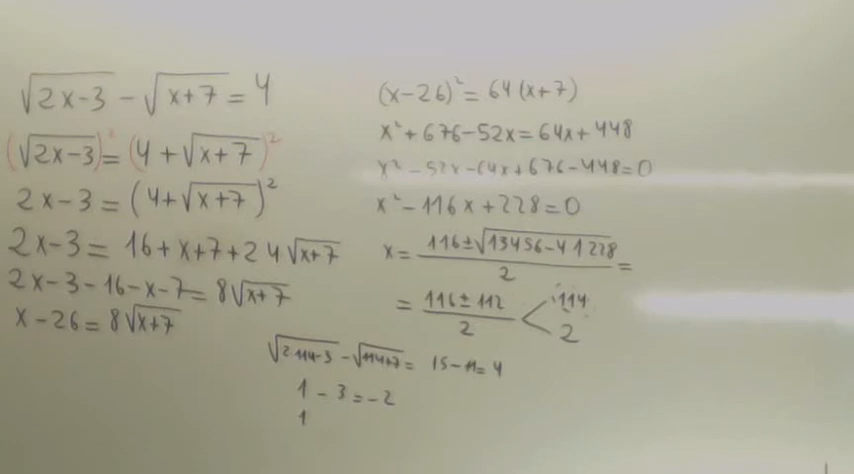 √(2x-3) - √(x+7) = 4
(√(2x-3))² = (4 + √(x+7))²
2x-3 = (4+√(x+7))²
2x-3 = 16+x+7+2 4√(x+7)
2x-3-16-x-7 = 8√(x+7)
x-26 = 8√(x+7)
(x-26)² = 64(x+7)
x²+676-52x = 64x+448
x²-52x-64x+676-448=0
x²-116x+228=0
x = (116±√(13456-4 1 228))/2 =
= (116±112)/2 < 114
2
√(2 114-3) - √(114+7) = 15-11=4
1 - 3 = -2
1